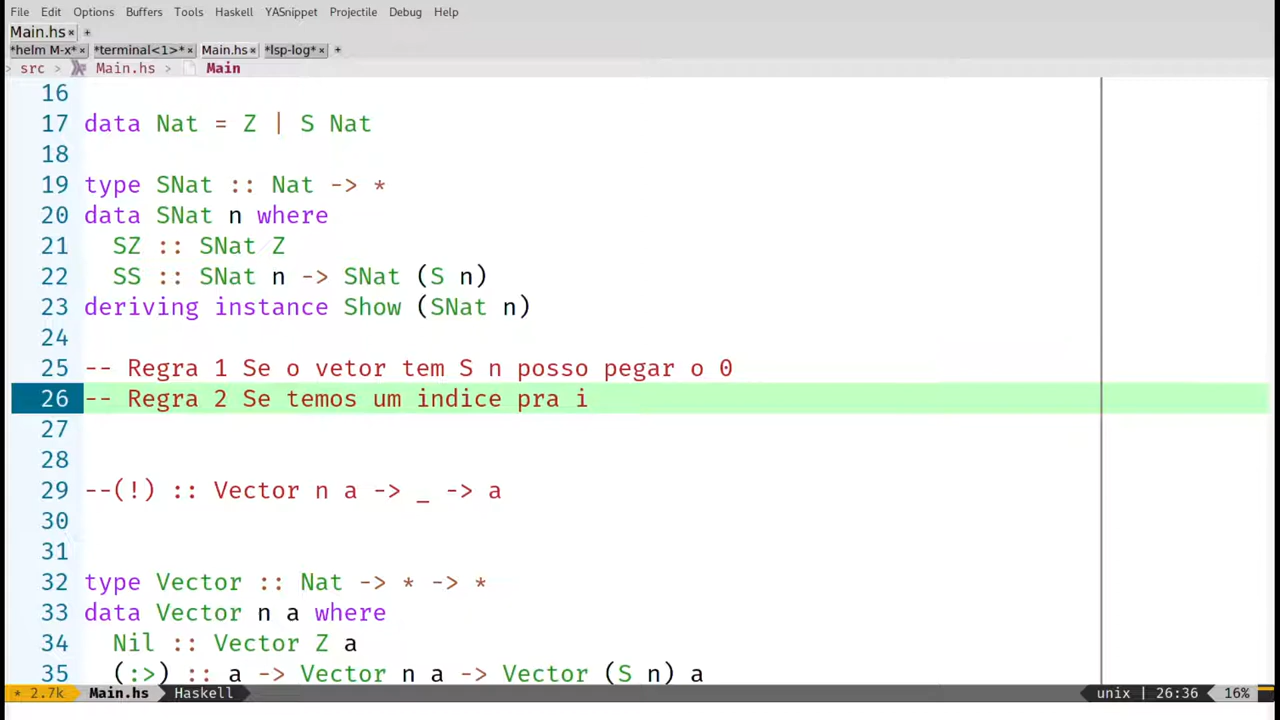 File Edit Options Buffers Tools Haskell YASnippet Projectile Debug Help
Main.hs× +
*helm M-x*× *terminal<1>*× Main.hs× *lsp-log*× +
> src > Main.hs > Main
16
17 data Nat = Z | S Nat
18
19 type SNat :: Nat -> *
20 data SNat n where
21 SZ :: SNat Z
22 SS :: SNat n -> SNat (S n)
23 deriving instance Show (SNat n)
24
25 -- Regra 1 Se o vetor tem S n posso pegar o 0
26 -- Regra 2 Se temos um indice pra i
27
28
29 --(!) :: Vector n a -> _ -> a
30
31
32 type Vector :: Nat -> * -> *
33 data Vector n a where
34 Nil :: Vector Z a
35 (:>) :: a -> Vector n a -> Vector (S n) a
* 2.7k Main.hs Haskell unix | 26:36 16%